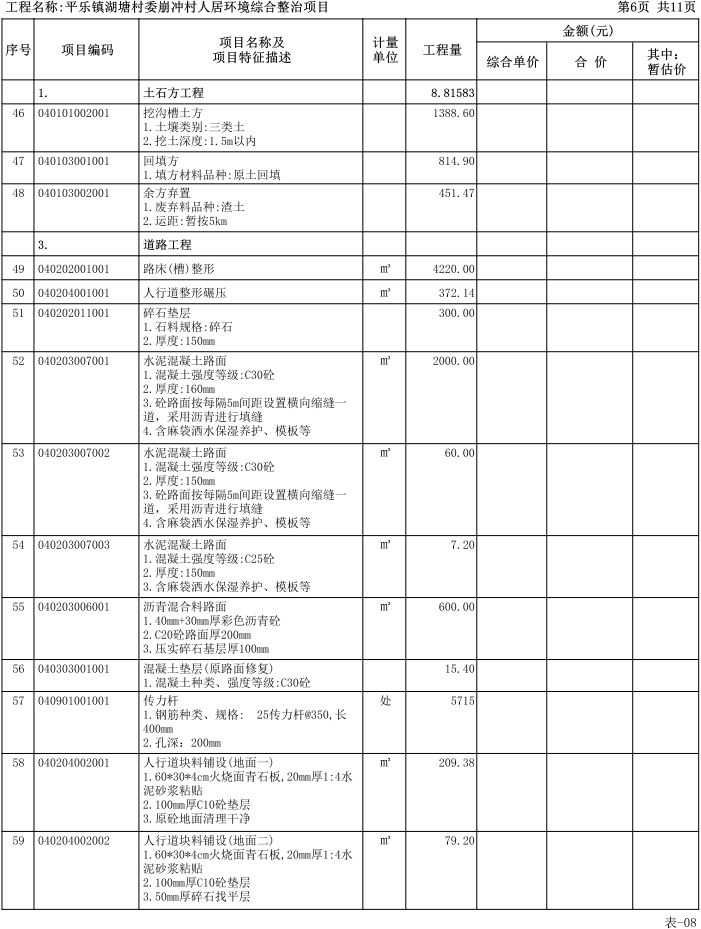 工程名称:平乐镇湖塘村委崩冲村人居环境综合整治项目 第6页 共11页
序号 项目编码 项目名称及 项目特征描述 计量单位 工程量 金额(元)
综合单价 合 价 其中: 暂估价
1. 土石方工程 8.81583
46 040101002001 挖沟槽土方 1388.60
1.土壤类别:三类土
2.挖土深度:1.5m以内
47 040103001001 回填方 814.90
1.填方材料品种:原土回填
48 040103002001 余方弃置 451.47
1.废弃料品种:渣土
2.运距:暂按5km
3. 道路工程
49 040202001001 路床(槽)整形 ㎡ 4220.00
50 040204001001 人行道整形碾压 ㎡ 372.14
51 040202011001 碎石垫层 300.00
1.石料规格:碎石
2.厚度:150mm
52 040203007001 水泥混凝土路面 ㎡ 2000.00
1.混凝土强度等级:C30砼
2.厚度:160mm
3.砼路面按每隔5m间距设置横向缩缝一
道, 采用沥青进行填缝
4.含麻袋洒水保湿养护、模板等
53 040203007002 水泥混凝土路面 ㎡ 60.00
1.混凝土强度等级:C30砼
2.厚度:150mm
3.砼路面按每隔5m间距设置横向缩缝一
道, 采用沥青进行填缝
4.含麻袋洒水保湿养护、模板等
54 040203007003 水泥混凝土路面 ㎡ 7.20
1.混凝土强度等级:C25砼
2.厚度:150mm
3.含麻袋洒水保湿养护、模板等
55 040203006001 沥青混合料路面 ㎡ 600.00
1.40mm+30mm厚彩色沥青砼
2.C20砼路面厚200mm
3.压实碎石基层厚100mm
56 040303001001 混凝土垫层(原路面修复) 15.40
1.混凝土种类、强度等级:C30砼
57 040901001001 传力杆 处 5715
1.钢筋种类、规格: 25传力杆@350,长
400mm
2.孔深: 200mm
58 040204002001 人行道块料铺设(地面一) ㎡ 209.38
1.60*30*4cm火烧面青石板,20mm厚1:4水
泥砂浆粘贴
2.100mm厚C10砼垫层
3.原砼地面清理干净
59 040204002002 人行道块料铺设(地面二) ㎡ 79.20
1.60*30*4cm火烧面青石板,20mm厚1:4水
泥砂浆粘贴
2.100mm厚C10砼垫层
3.50mm厚碎石找平层
表-08